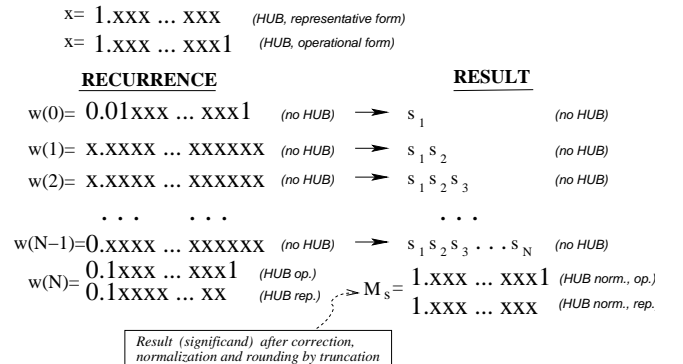 x= 1.xxx ... xxx (HUB, representative form)
x= 1.xxx ... xxx1 (HUB, operational form)
RECURRENCE RESULT
w(0)= 0.01xxx ... xxx1 (no HUB) → s1 (no HUB)
w(1)= x.xxxx ... xxxxxx (no HUB) → s1 s2 (no HUB)
w(2)= x.xxxx ... xxxxxx (no HUB) → s1 s2 s3 (no HUB)
... ... ...
w(N−1)=0.xxxx ... xxxxxx (no HUB) → s1 s2 s3 ... sN (no HUB)
w(N)= 0.1xxx ... xxx1 (HUB op.) Ms= 1.xxx ... xxx1 (HUB norm., op.)
0.1xxxx ... xx (HUB rep.) 1.xxx ... xxx (HUB norm., rep.
Result (significand) after correction,
normalization and rounding by truncation